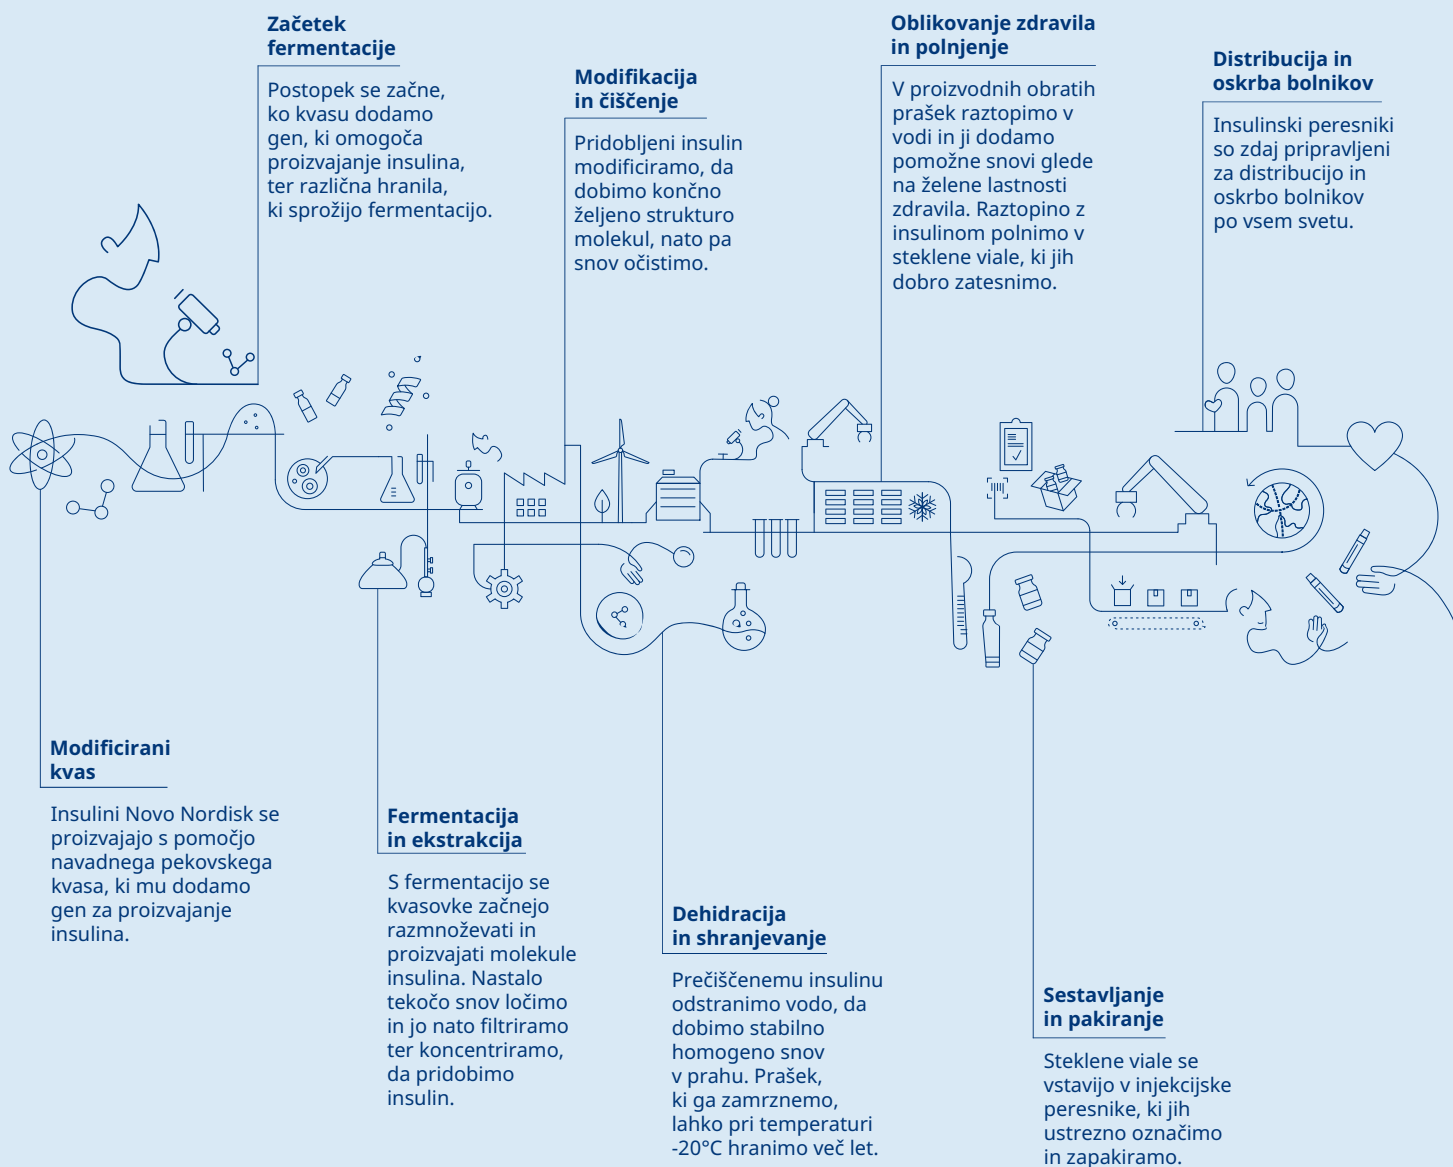 Začetek
fermentacije
Postopek se začne,
ko kvasu dodamo
gen, ki omogoča
proizvajanje insulina,
ter različna hranila,
ki sprožijo fermentacijo.
Modifikacija
in čiščenje
Pridobljeni insulin
modificiramo, da
dobimo končno
željeno strukturo
molekul, nato pa
snov očistimo.
Oblikovanje zdravila
in polnjenje
V proizvodnih obratih
prašek raztopimo v
vodi in ji dodamo
pomožne snovi glede
na želene lastnosti
zdravila. Raztopino z
insulinom polnimo v
steklene viale, ki jih
dobro zatesnimo.
Distribucija in
oskrba bolnikov
Insulinski peresniki
so zdaj pripravljeni
za distribucijo in
oskrbo bolnikov
po vsem svetu.
Modificirani
kvas
Insulini Novo Nordisk se
proizvajajo s pomočjo
navadnega pekovskega
kvasa, ki mu dodamo
gen za proizvajanje
insulina.
Fermentacija
in ekstrakcija
S fermentacijo se
kvasovke začnejo
razmnoževati in
proizvajati molekule
insulina. Nastalo
tekočo snov ločimo
in jo nato filtriramo
ter koncentriramo,
da pridobimo
insulin.
Dehidracija
in shranjevanje
Prečiščenemu insulinu
odstranimo vodo, da
dobimo stabilno
homogeno snov
v prahu. Prašek,
ki ga zamrznemo,
lahko pri temperaturi
-20°C hranimo več let.
Sestavljanje
in pakiranje
Steklene viale se
vstavijo v injekcijske
peresnike, ki jih
ustrezno označimo
in zapakiramo.